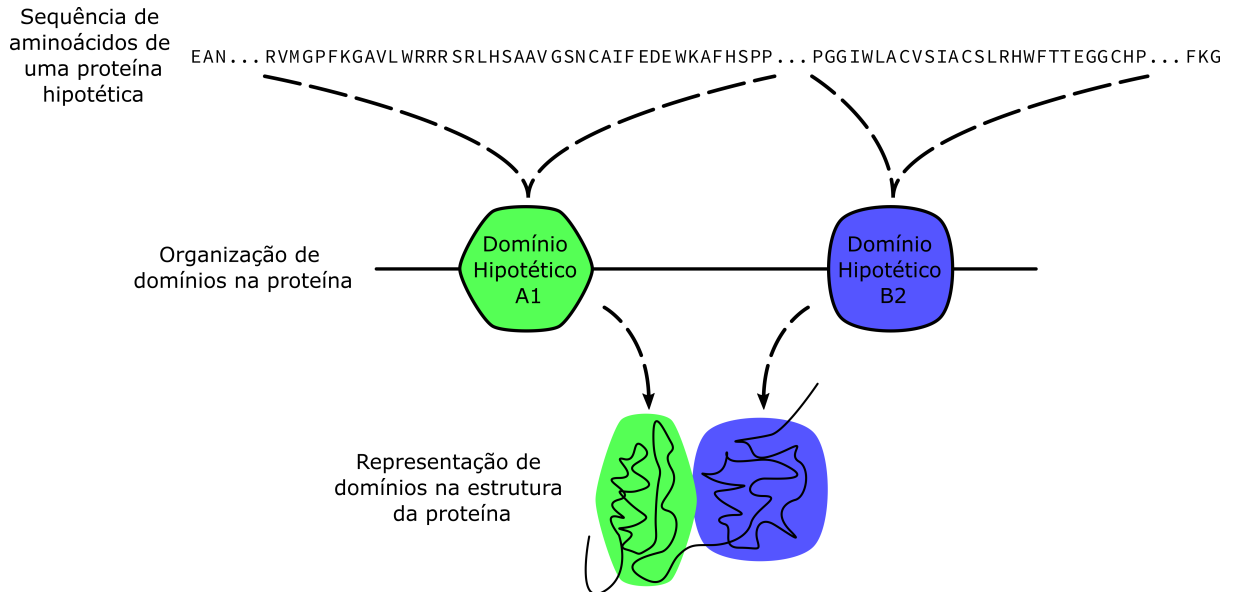 Sequência de
aminoácidos de
uma proteína
hipotética
EAN...RVMGPFKGAVLWRRRSRLHSAAVGSNCAIFEDEWKAFHSPP...PGGIWLACVSIACSLRHWFTTEGGCHP...FKG
Organização de
domínios na proteína
Domínio
Hipotético
A1
Domínio
Hipotético
B2
Representação de
domínios na estrutura
da proteína